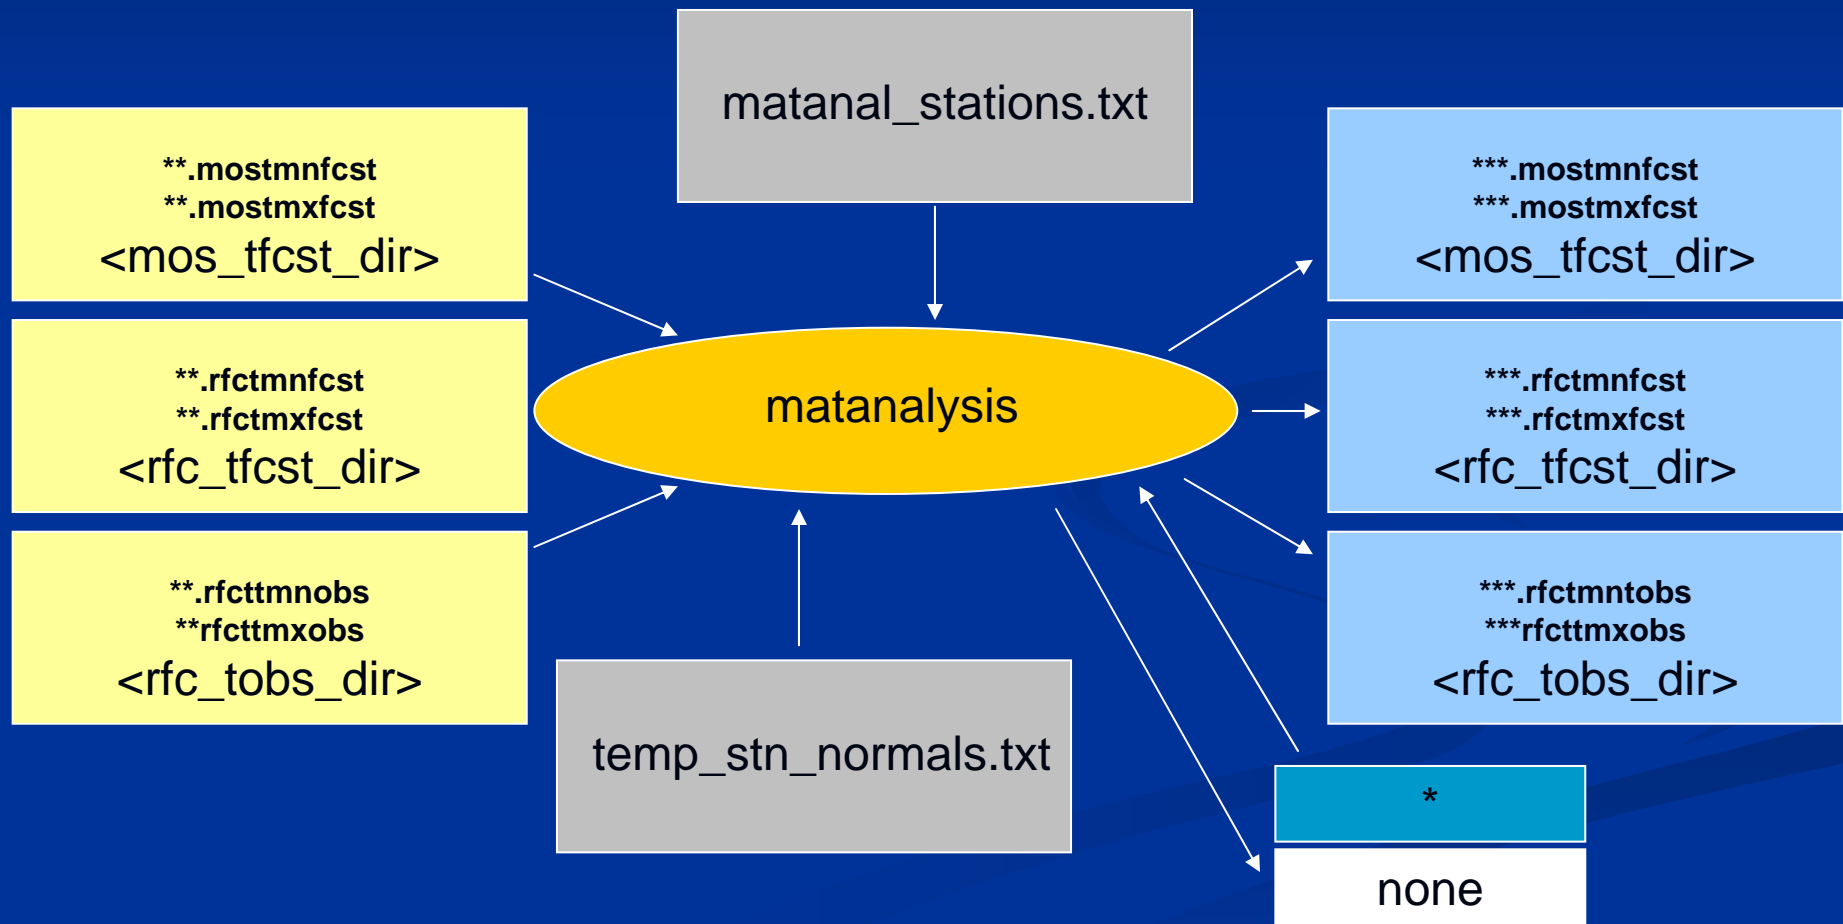 matanal_stations.txt
**.mostmnfcst
**.mostmxfcst
<mos_tfcst_dir>
**.rfctmnfcst
**.rfctmxfcst
<rfc_tfcst_dir>
**.rfcttmnobs
**rfcttmxobs
<rfc_tobs_dir>
matanalysis
temp_stn_normals.txt
***.mostmnfcst
***.mostmxfcst
<mos_tfcst_dir>
***.rfctmnfcst
***.rfctmxfcst
<rfc_tfcst_dir>
***.rfctmntobs
***rfcttmxobs
<rfc_tobs_dir>
*
none